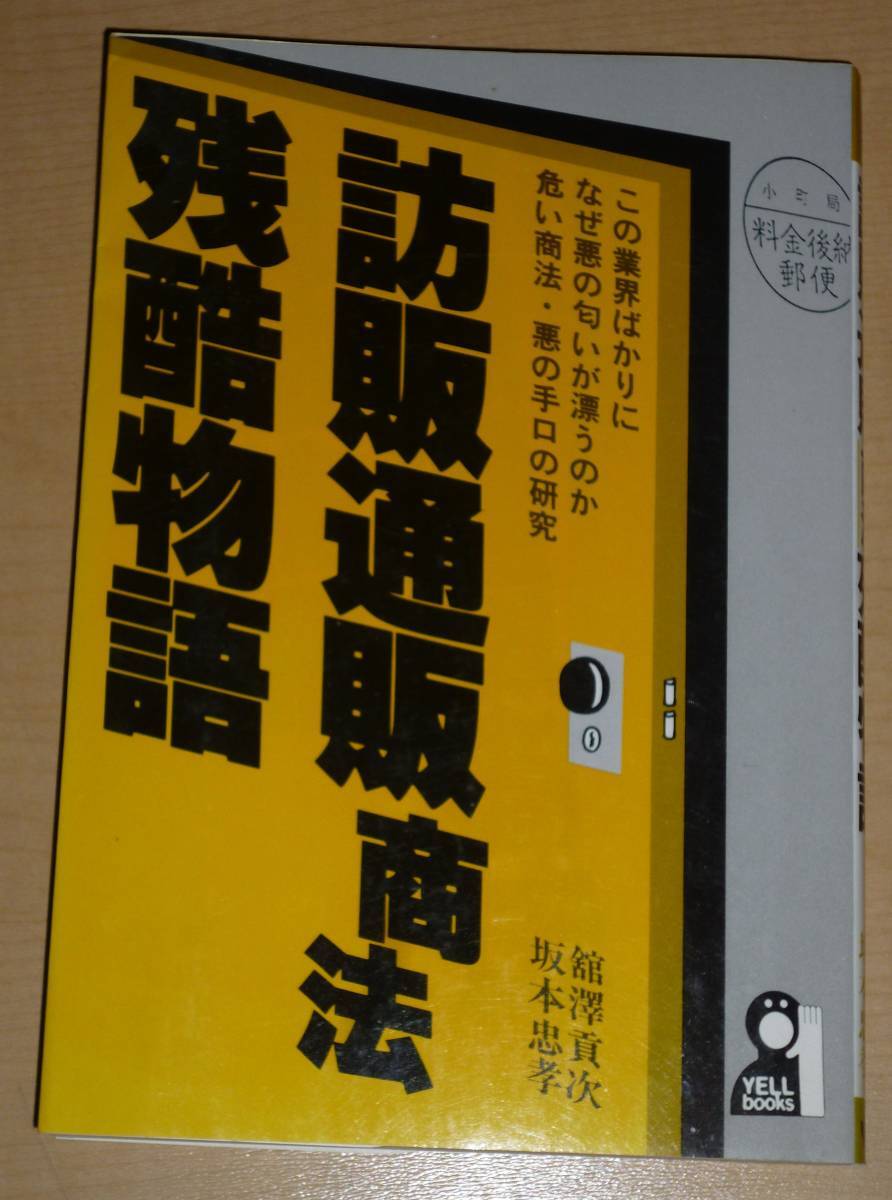 訪販通販商法
残酷物語
この業界ばかりに
なぜ悪の匂いが漂うのか
危い商法・悪の手口の研究
舘澤貢次
坂本忠孝
料金後納
郵便
YELL
books